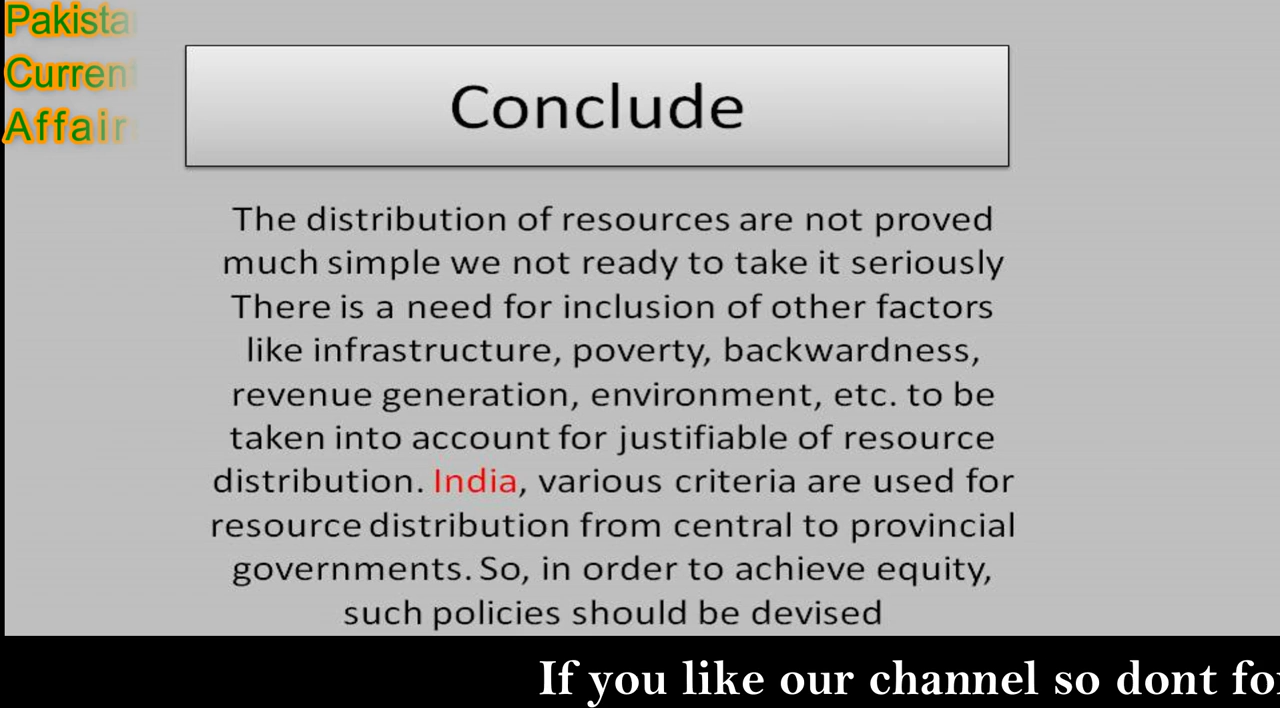 Pakista
Current
Affair
Conclude
The distribution of resources are not proved
much simple we not ready to take it seriously
There is a need for inclusion of other factors
like infrastructure, poverty, backwardness,
revenue generation, environment, etc. to be
taken into account for justifiable of resource
distribution. India, various criteria are used for
resource distribution from central to provincial
governments. So, in order to achieve equity,
such policies should be devised
If you like our channel so dont